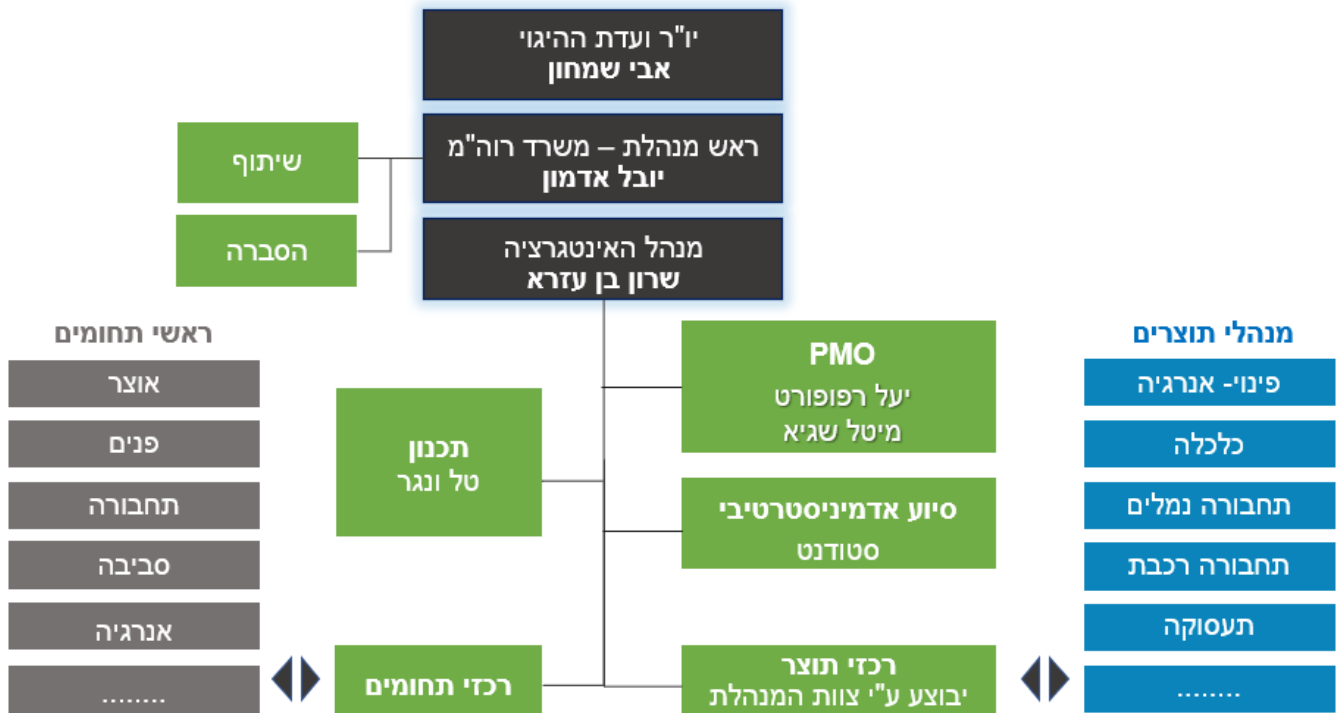 יו"ר ועדת ההיגוי
אבי שמחון
ראש מנהלת – משרד רוה"מ
יובל אדמון
שיתוף
הסברה
מנהל האינטגרציה
שרון בן עזרא
מנהלי תוצרים
פינוי- אנרגיה
כלכלה
תחבורה נמלים
תחבורה רכבת
תעסוקה
........
PMO
יעל רפופורט
מיטל שגיא
סיוע אדמיניסטרטיבי
סטודנט
רכזי תוצר
יבוצע ע"י צוות המנהלת
תכנון
טל ונגר
רכזי תחומים
ראשי תחומים
אוצר
פנים
תחבורה
סביבה
אנרגיה
........